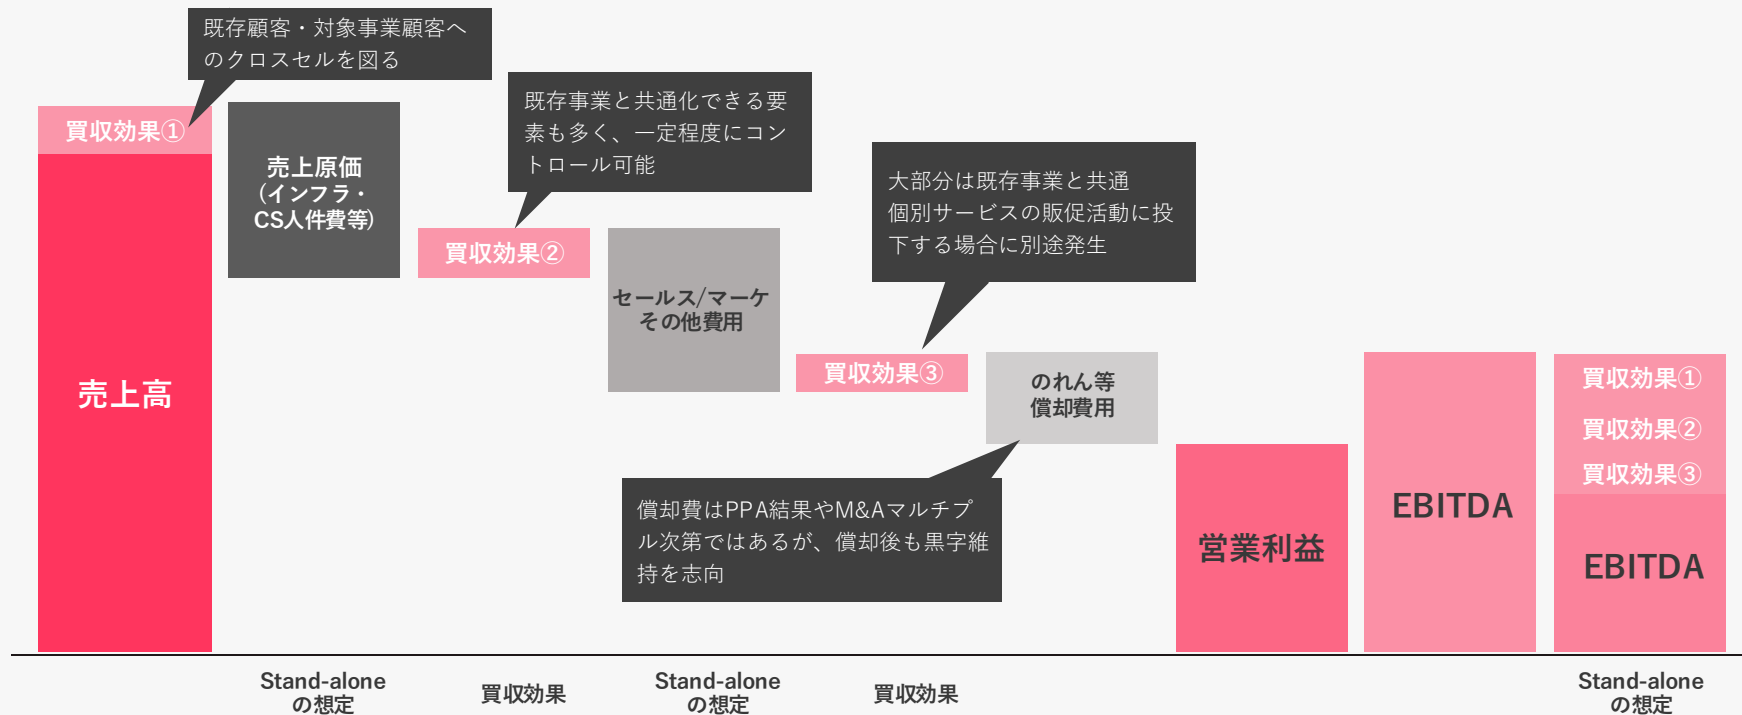 既存顧客・対象事業顧客へ
のクロスセルを図る
買収効果①
売上高
売上原価
（インフラ・
CS人件費等）
既存事業と共通化できる要
素も多く、一定程度にコン
トロール可能
買収効果②
セールス/マーケ
その他費用
大部分は既存事業と共通
個別サービスの販促活動に投
下する場合に別途発生
買収効果③
のれん等
償却費用
償却費はPPA結果やM&Aマルチプ
ル次第ではあるが、償却後も黒字維
持を志向
営業利益
EBITDA
買収効果①
買収効果②
買収効果③
EBITDA
Stand-alone
の想定
買収効果
Stand-alone
の想定
買収効果
Stand-alone
の想定